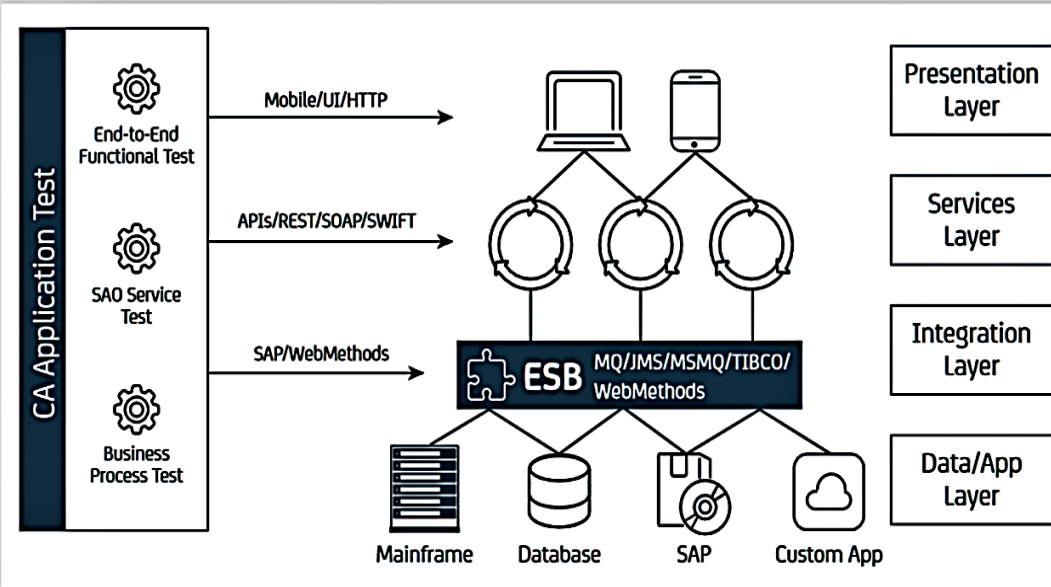 CA Application Test
End-to-End
Functional Test
SAO Service
Test
Business
Process Test
Mobile/UI/HTTP
APIs/REST/SOAP/SWIFT
SAP/WebMethods
ESB
MQ/JMS/MSMQ/TIBCO/
WebMethods
Mainframe
Database
SAP
Custom App
Presentation
Layer
Services
Layer
Integration
Layer
Data/App
Layer